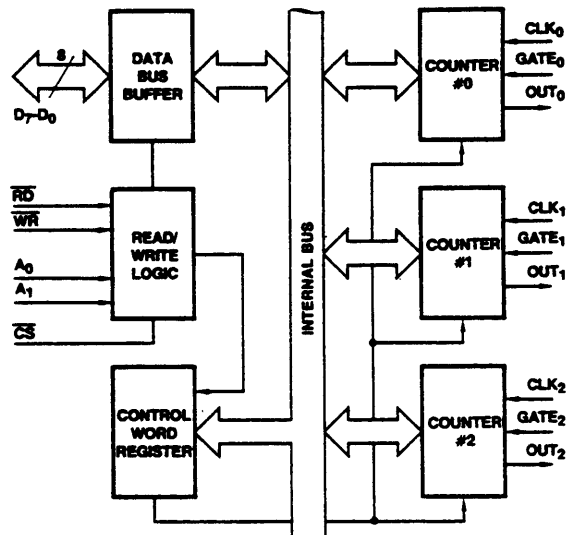 8
D7-D0
DATA
BUS
BUFFER
RD
WR
A0
A1
CS
READ/
WRITE
LOGIC
CONTROL
WORD
REGISTER
INTERNAL BUS
COUNTER
#0
CLK0
GATE0
OUT0
COUNTER
#1
CLK1
GATE1
OUT1
COUNTER
#2
CLK2
GATE2
OUT2